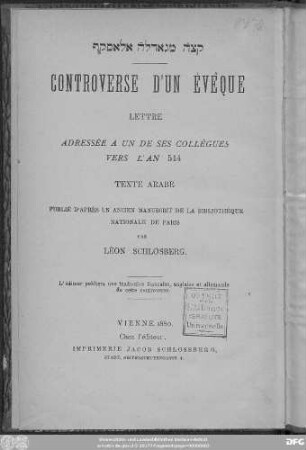 קצה מגאדלה אלאסקף
CONTROVERSE D'UN ÉVÊQUE
LETTRE
ADRESSÉE A UN DE SES COLLÈGUES
VERS L'AN 514
TEXTE ARABE
PUBLIÉ D'APRÈS UN ANCIEN MANUSCRIT DE LA BIBLIOTHÈQUE
NATIONALE DE PARIS
PAR
LÉON SCHLOSBERG.
L'éditeur publiera une traduction française, anglaise et allemande
de cette controverse.
VIENNE 1880.
Chez l'éditeur.
IMPRIMERIE JACOB SCHLOSSBERG,